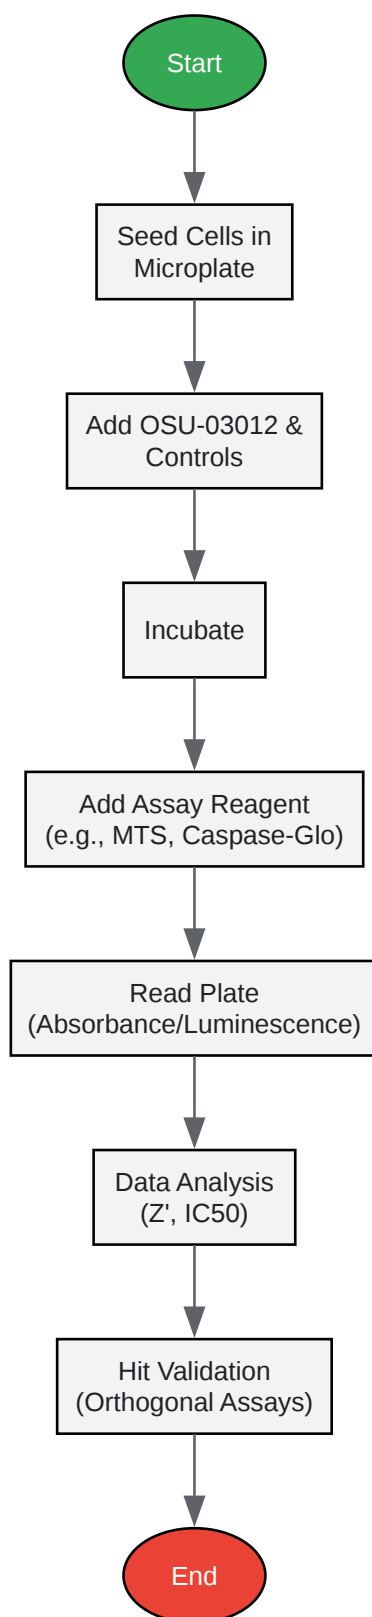 Start
Seed Cells in
Microplate
Add OSU-03012 &
Controls
Incubate
Add Assay Reagent
(e.g., MTS, Caspase-Glo)
Read Plate
(Absorbance/Luminescence)
Data Analysis
(Z', IC50)
Hit Validation
(Orthogonal Assays)
End